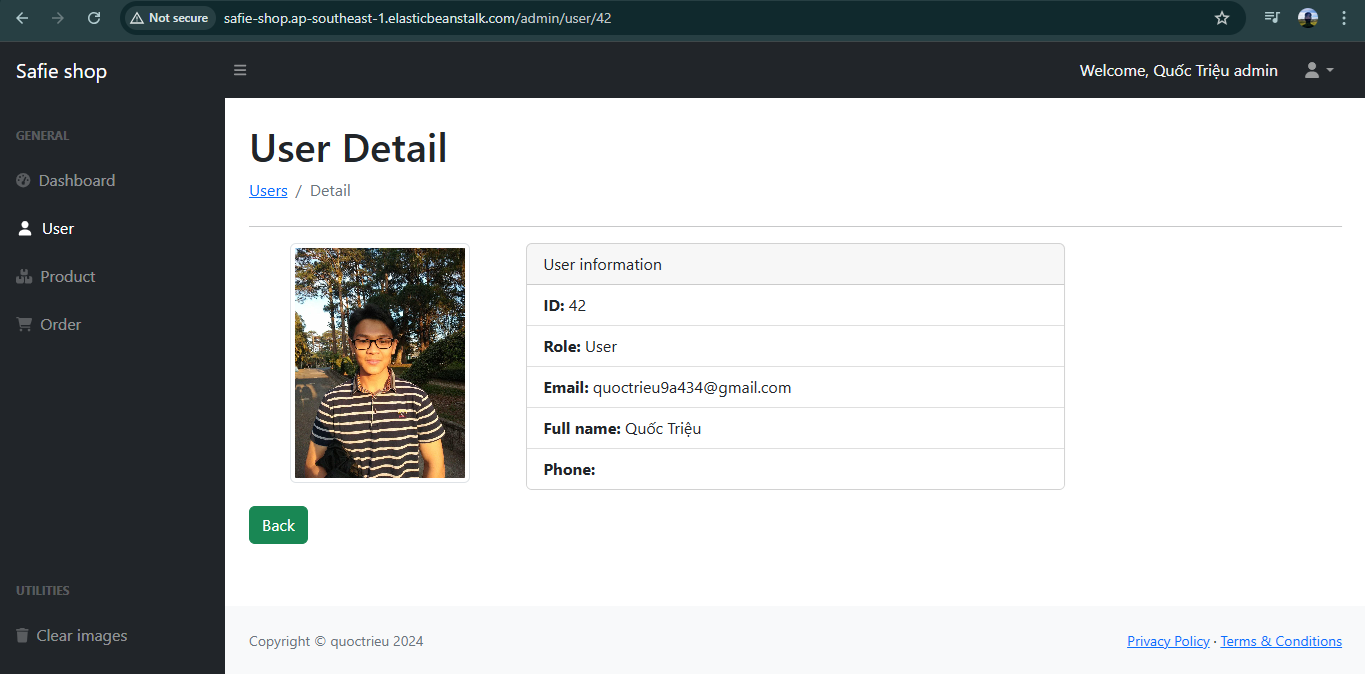 Not secure safie-shop.ap-southeast-1.elasticbeanstalk.com/admin/user/42
Safie shop
Welcome, Quốc Triệu admin
GENERAL
Dashboard
User
Product
Order
UTILITIES
Clear images
User Detail
Users / Detail
User information
ID: 42
Role: User
Email: quoctrieu9a434@gmail.com
Full name: Quốc Triệu
Phone:
Back
Copyright © quoctrieu 2024
Privacy Policy · Terms & Conditions